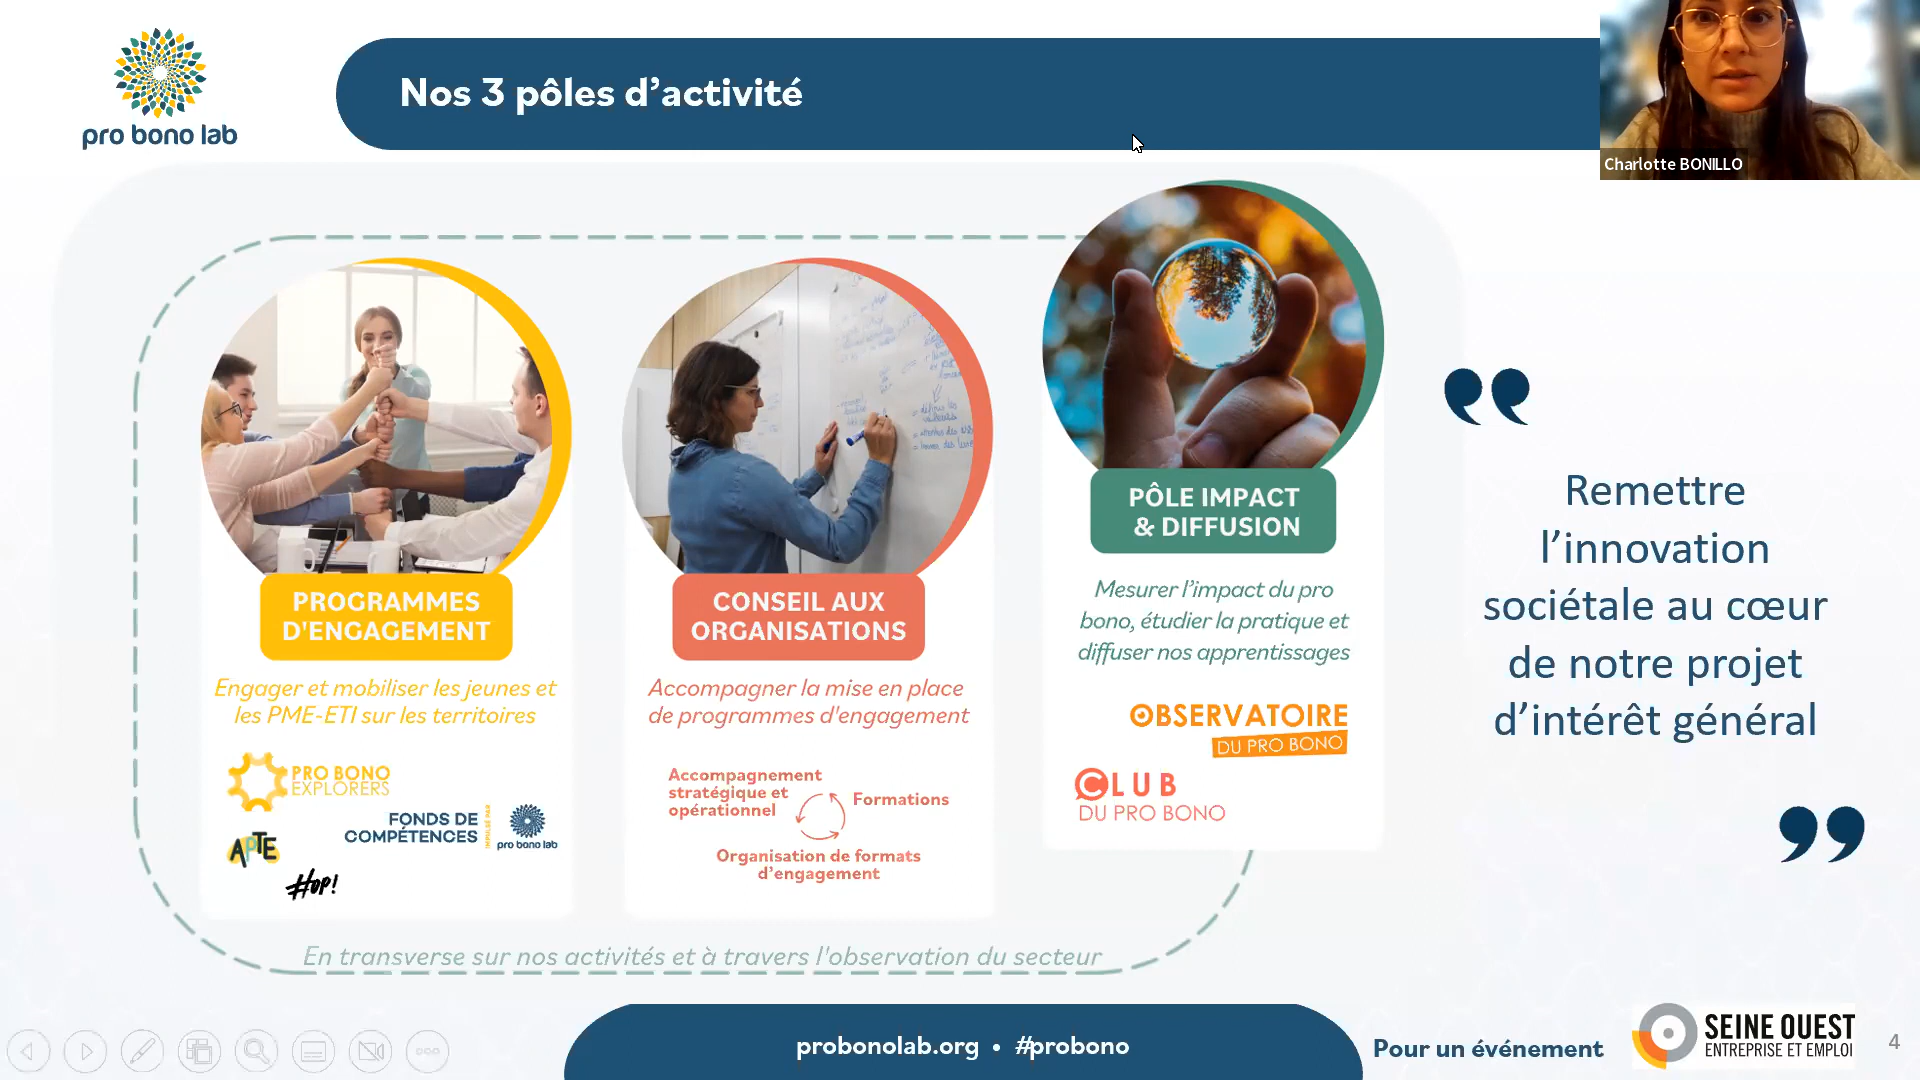 pro bono lab
Nos 3 pôles d’activité
Charlotte BONILLO
PROGRAMMES
D'ENGAGEMENT
Engager et mobiliser les jeunes et
les PME-ETI sur les territoires
PRO BONO
EXPLORERS
FONDS DE
COMPÉTENCES
IMPULSÉ PAR
pro bono lab
APTE
#HOP!
CONSEIL AUX
ORGANISATIONS
Accompagner la mise en place
de programmes d'engagement
Accompagnement
stratégique et
opérationnel
Formations
Organisation de formats
d’engagement
PÔLE IMPACT
& DIFFUSION
Mesurer l’impact du pro
bono, étudier la pratique et
diffuser nos apprentissages
OBSERVATOIRE
DU PRO BONO
CLUB
DU PRO BONO
En transverse sur nos activités et à travers l'observation du secteur
Remettre
l’innovation
sociétale au cœur
de notre projet
d’intérêt général
probonolab.org • #probono
Pour un événement
SEINE OUEST
ENTREPRISE ET EMPLOI
4